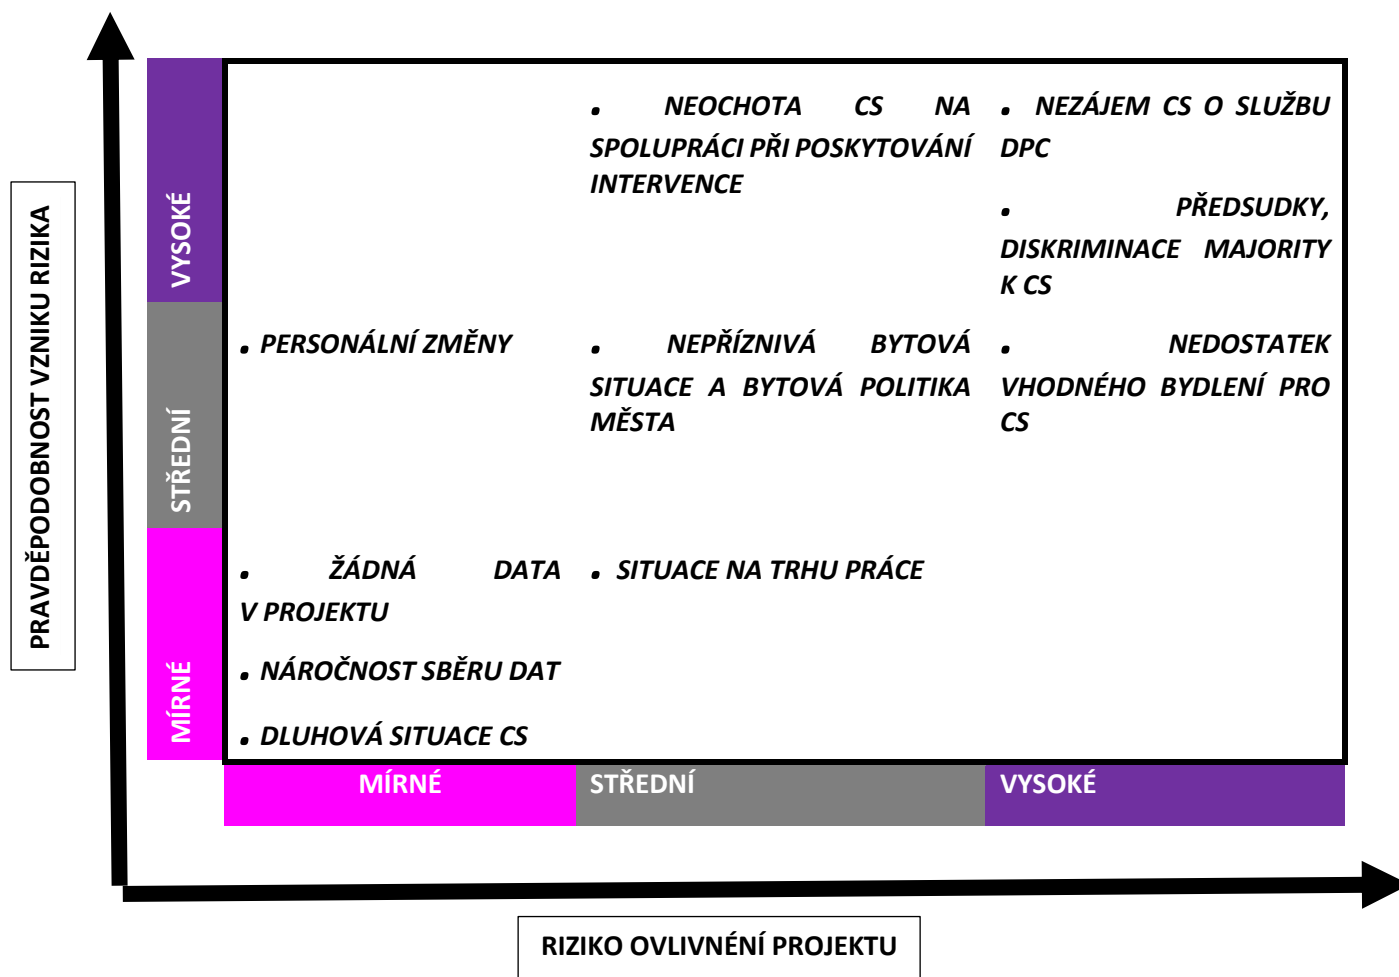 PRAVDĚPODOBNOST VZNIKU RIZIKA
VYSOKÉ
. NEOCHOTA CS NA
SPOLUPRÁCI PŘI POSKYTOVÁNÍ
INTERVENCE
. NEZÁJEM CS O SLUŽBU
DPC
. PŘEDSUDKY,
DISKRIMINACE MAJORITY
K CS
STŘEDNÍ
. PERSONÁLNÍ ZMĚNY
. NEPŘÍZNIVÁ BYTOVÁ
SITUACE A BYTOVÁ POLITIKA
MĚSTA
. NEDOSTATEK
VHODNÉHO BYDLENÍ PRO
CS
MÍRNÉ
. ŽÁDNÁ DATA
V PROJEKTU
. NÁROČNOST SBĚRU DAT
. DLUHOVÁ SITUACE CS
. SITUACE NA TRHU PRÁCE
MÍRNÉ
STŘEDNÍ
VYSOKÉ
RIZIKO OVLIVNÉNÍ PROJEKTU